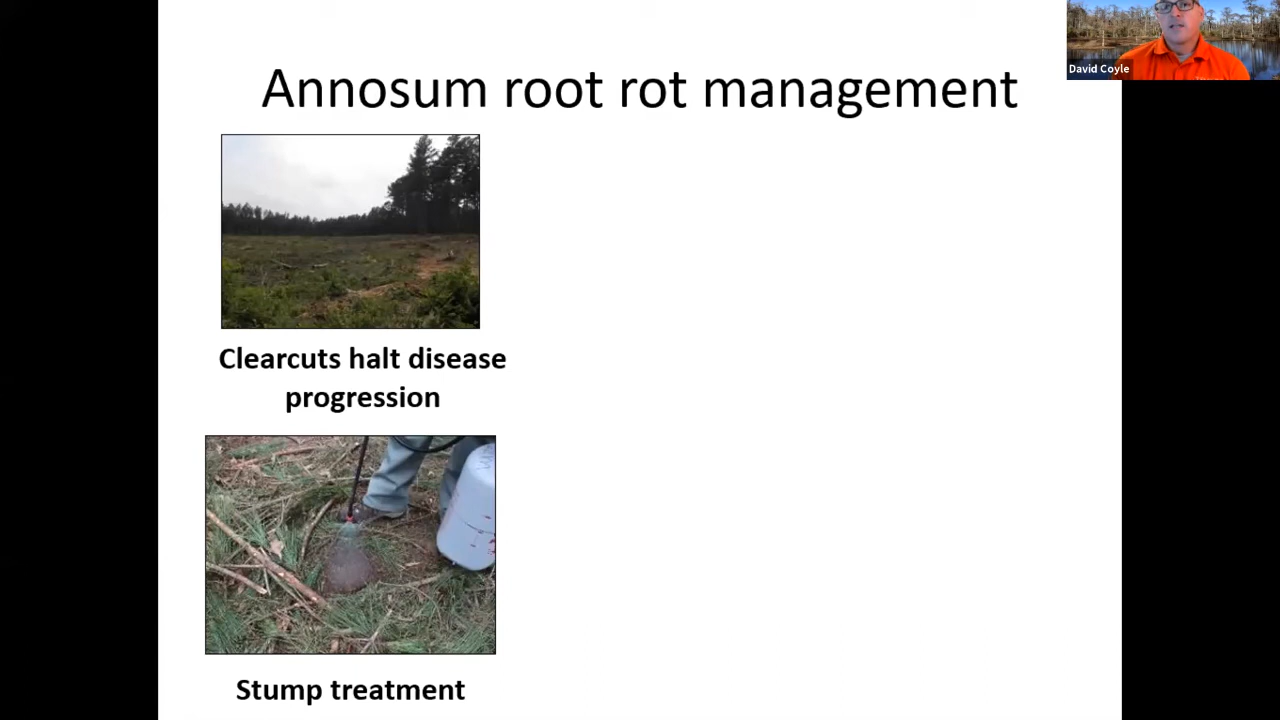 Annosum root rot management
David Coyle
Clearcuts halt disease
progression
Stump treatment